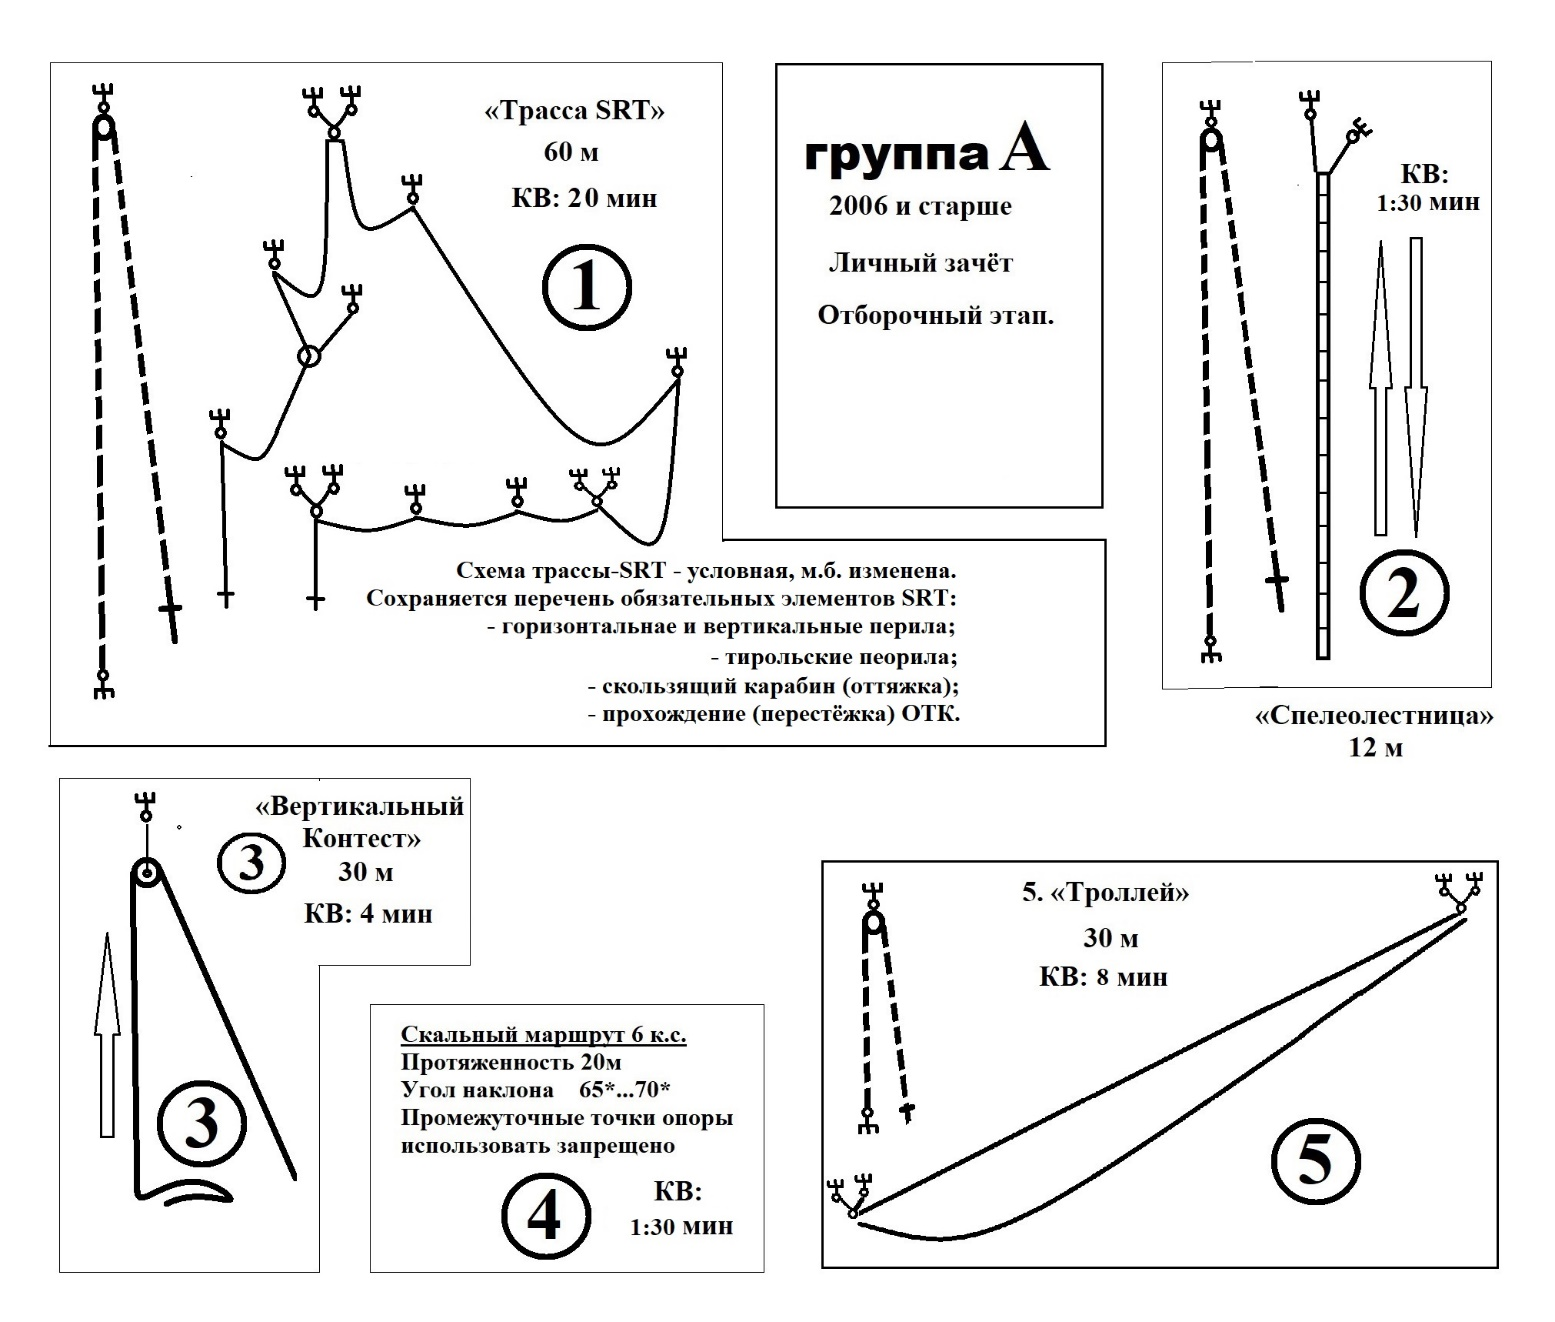 «Трасса SRT»
60 м
КВ: 20 мин
1
группа А
2006 и старше
Личный зачёт
Отборочный этап.
КВ:
1:30 мин
2
«Спелеолестница»
12 м
Схема трассы-SRT - условная, м.б. изменена.
Сохраняется перечень обязательных элементов SRT:
- горизонтальнае и вертикальные перила;
- тирольские пеорила;
- скользящий карабин (оттяжка);
- прохождение (перестёжка) ОТК.
«Вертикальный
Контест»
3
30 м
КВ: 4 мин
3
Скальный маршрут 6 к.с.
Протяженность 20м
Угол наклона 65*...70*
Промежуточные точки опоры
использовать запрещено
4
КВ:
1:30 мин
5. «Троллей»
30 м
КВ: 8 мин
5